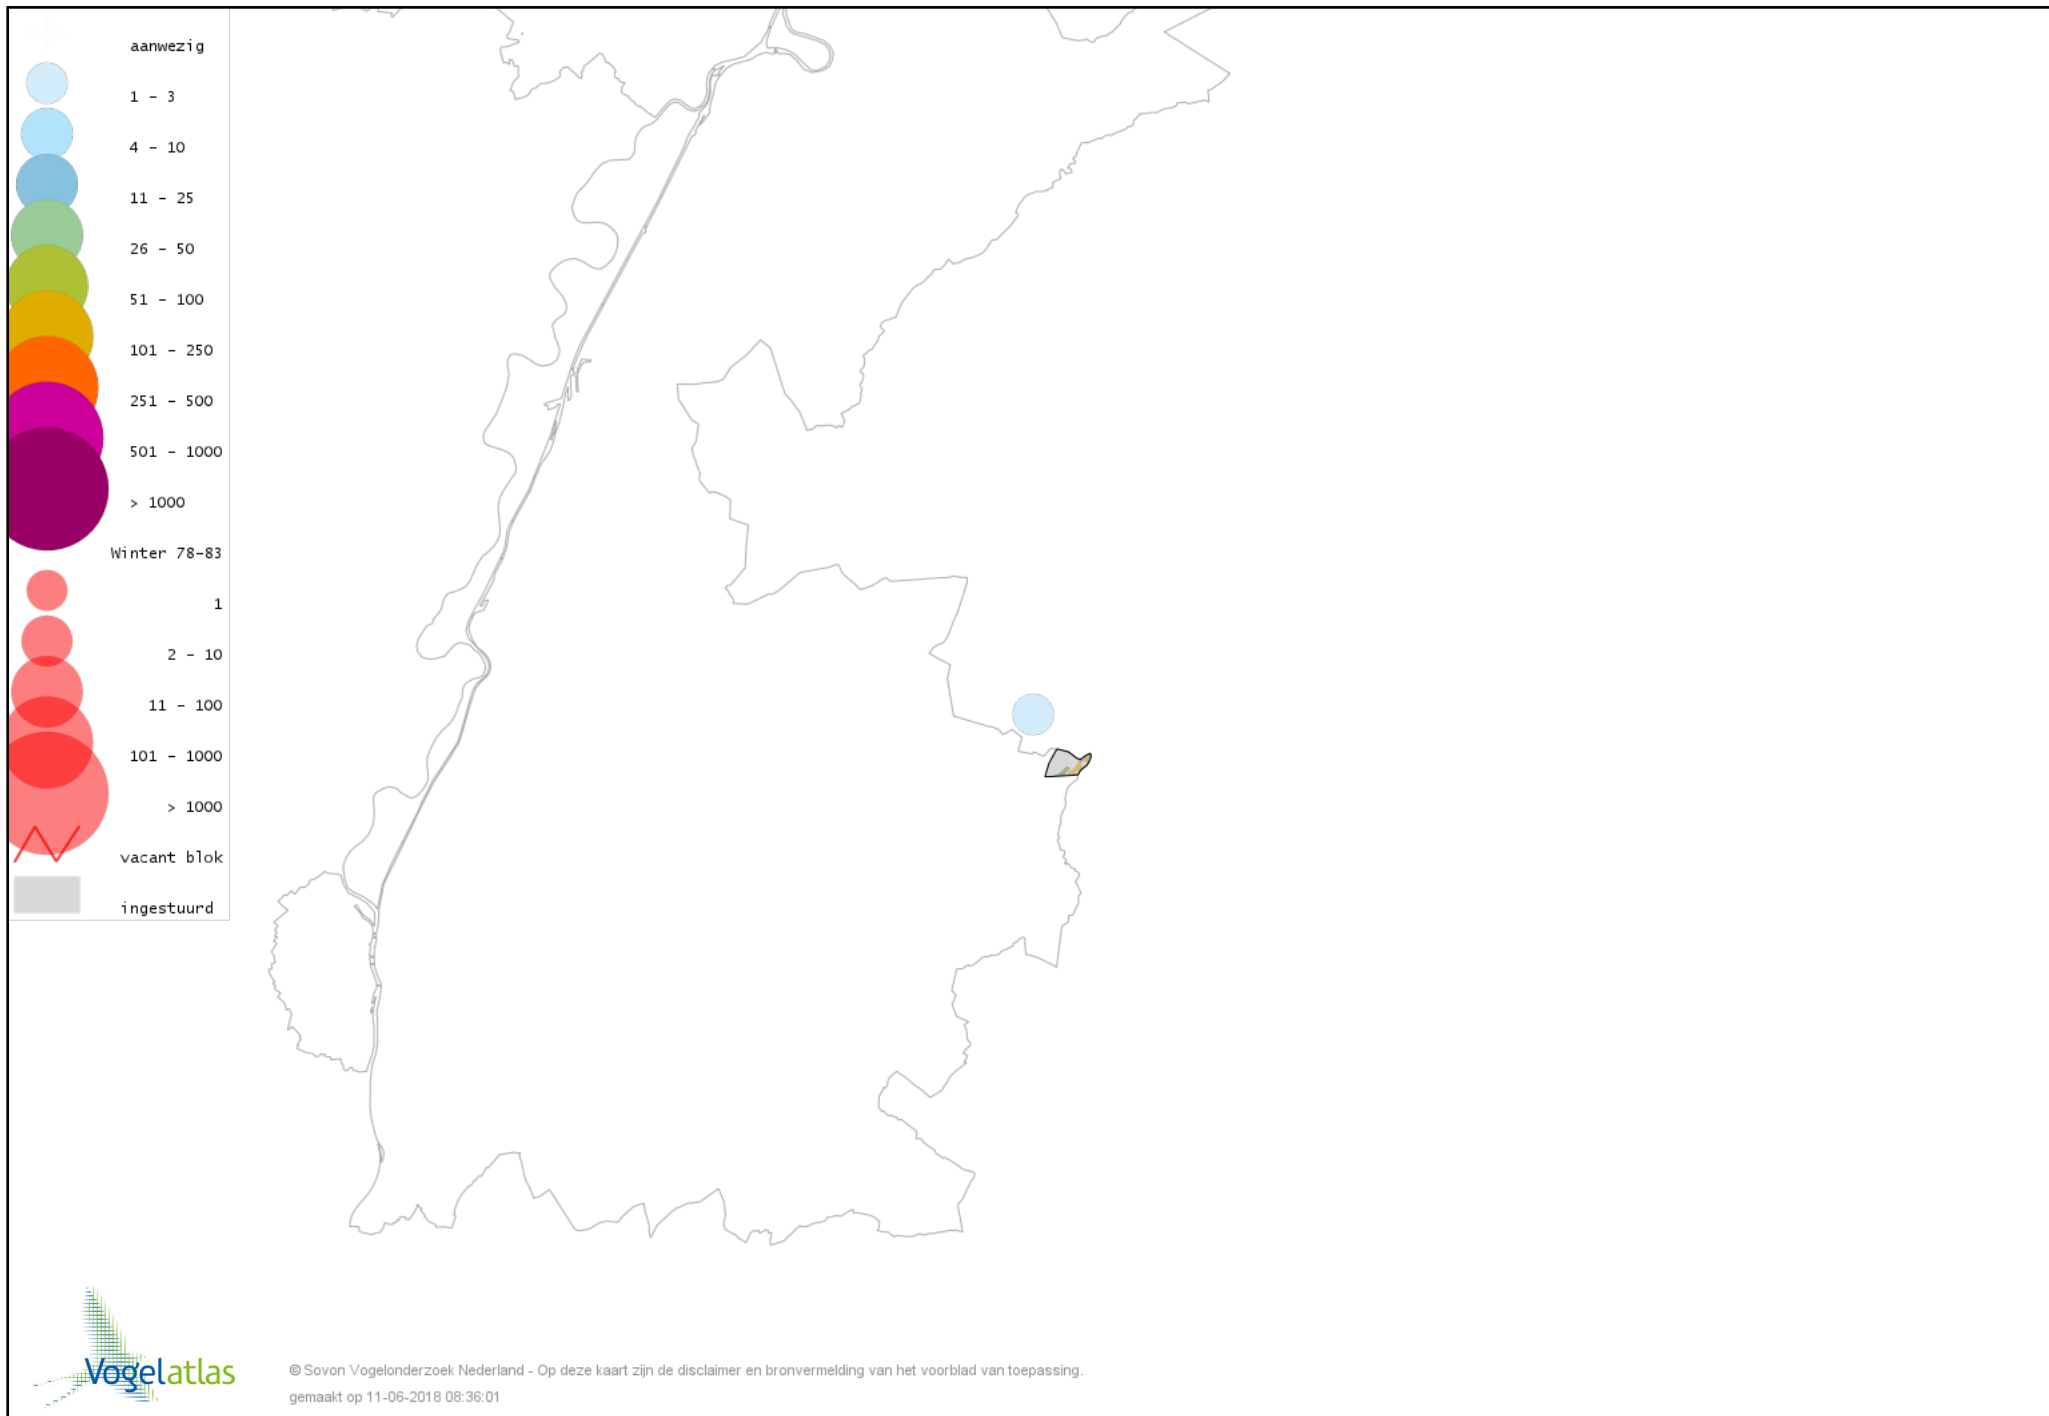 aanwezig
1 - 3
4 - 10
11 - 25
26 - 50
51 - 100
101 - 250
251 - 500
501 - 1000
> 1000
Winter 78-83
1
2 - 10
11 - 100
101 - 1000
> 1000
vacant blok
ingestuurd
Vogelatlas
© Sovon Vogelonderzoek Nederland - Op deze kaart zijn de disclaimer en bronvermelding van het voorblad van toepassing.
gemaakt op 11-06-2018 08:36:01